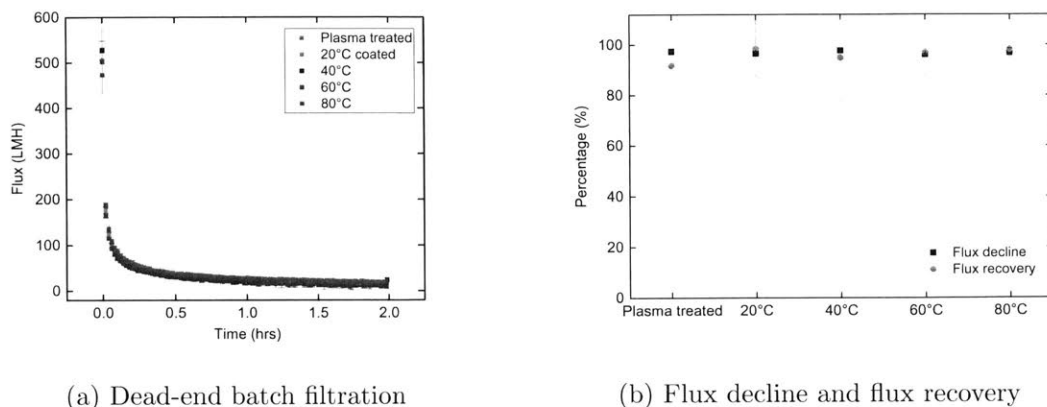 600
500
400
300
200
100
0
Flux (LMH)
0.0 0.5 1.0 1.5 2.0
Time (hrs)
Plasma treated
20°C coated
40°C
60°C
80°C
(a) Dead-end batch filtration
100
80
60
40
20
0
Percentage (%)
Flux decline
Flux recovery
Plasma treated 20°C 40°C 60°C 80°C
(b) Flux decline and flux recovery